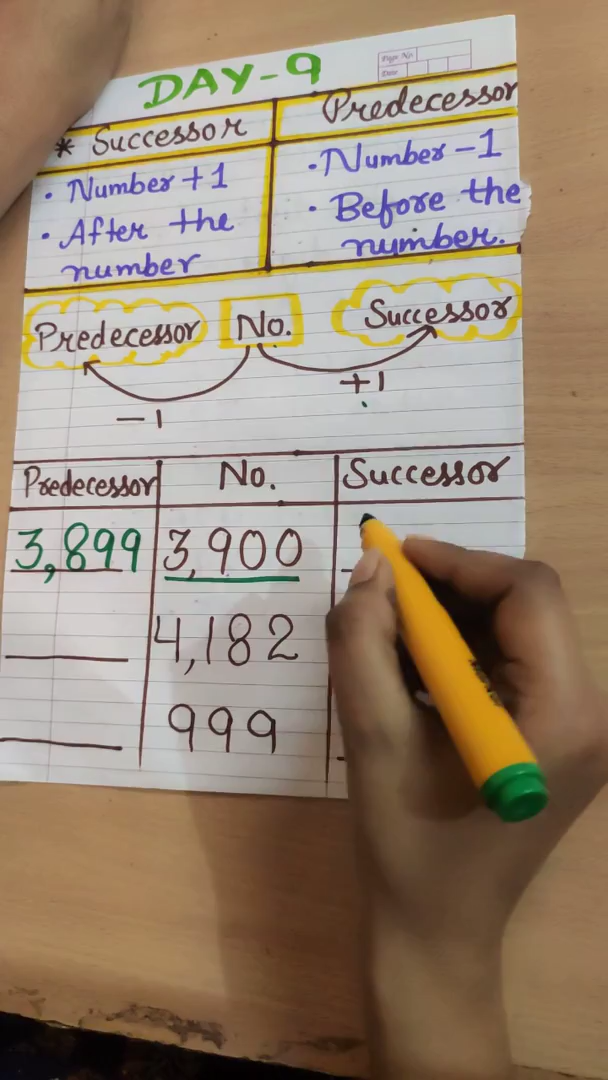 DAY-9
Page No.
Date
* Successor
Predecessor
• Number +1
• After the
number
• Number -1
• Before the
number.
Predecessor No. Successor
-1
+1
Predecessor No. Successor
3,899 3,900
4,182
999